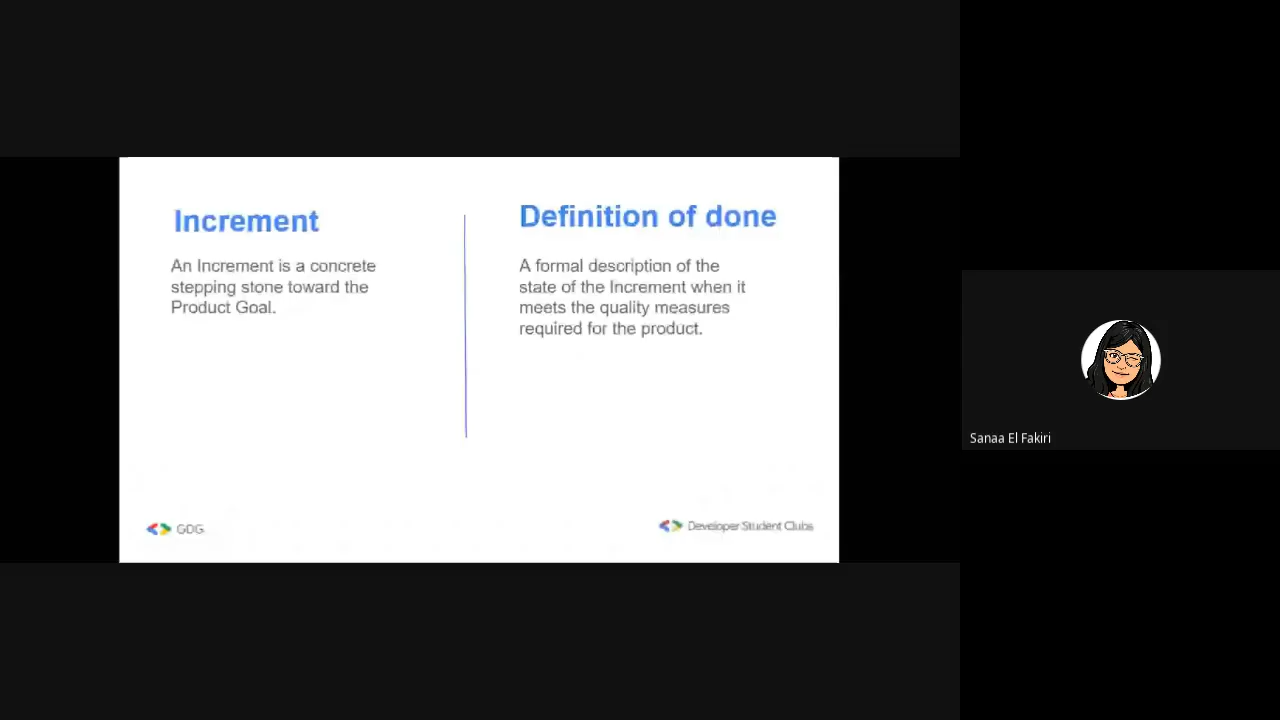 Increment
An Increment is a concrete
stepping stone toward the
Product Goal.
Definition of done
A formal description of the
state of the Increment when it
meets the quality measures
required for the product.
GDG
Developer Student Clubs
Sanaa El Fakiri